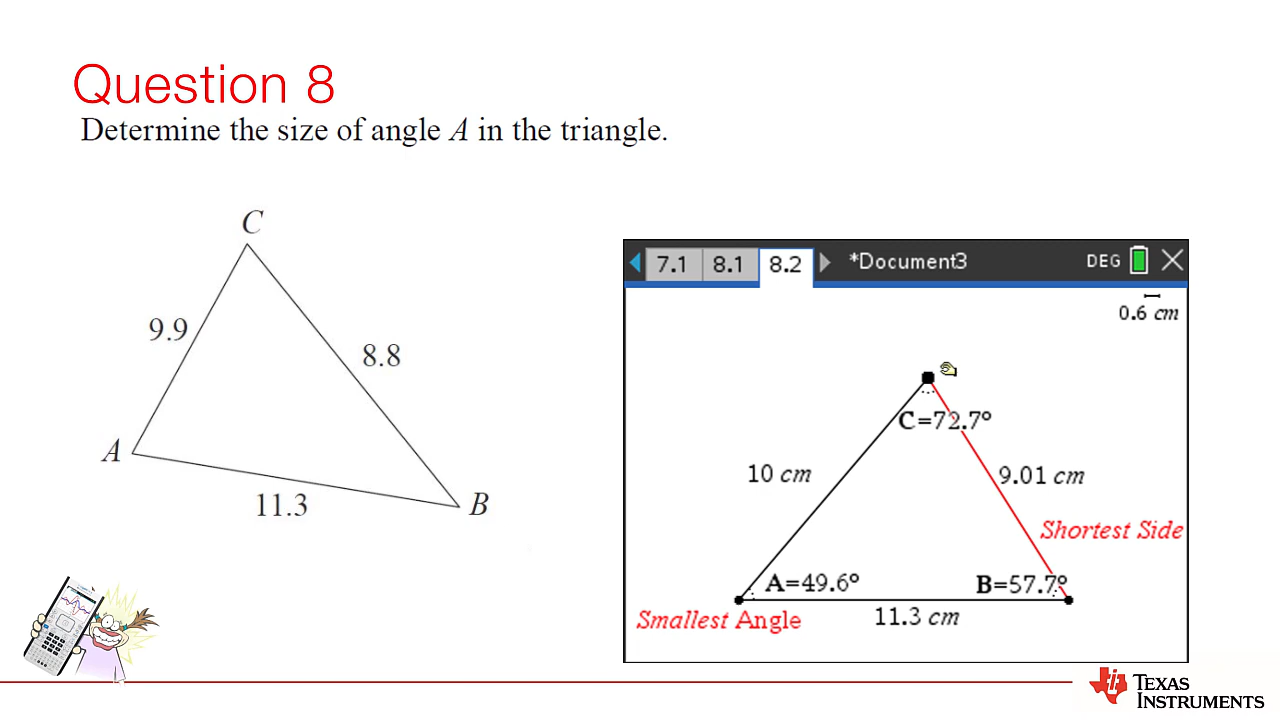 Question 8
Determine the size of angle A in the triangle.
C
9.9
8.8
A
11.3
B
7.1 8.1 8.2 *Document3 DEG
0.6 cm
C=72.7°
10 cm
9.01 cm
Shortest Side
A=49.6°
B=57.7°
Smallest Angle
11.3 cm
TEXAS
INSTRUMENTS